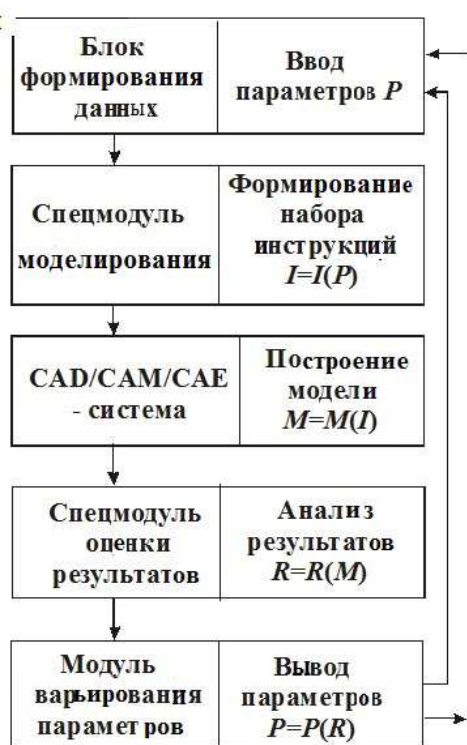 Блок
формирования
данных
Ввод
параметров P
Спецмодуль
моделирования
Формирование
набора
инструкций
I=I(P)
CAD/CAM/CAE
- система
Построение
модели
M=M(I)
Спецмодуль
оценки
результатов
Анализ
результатов
R=R(M)
Модуль
варьирования
параметров
Вывод
параметров
P=P(R)